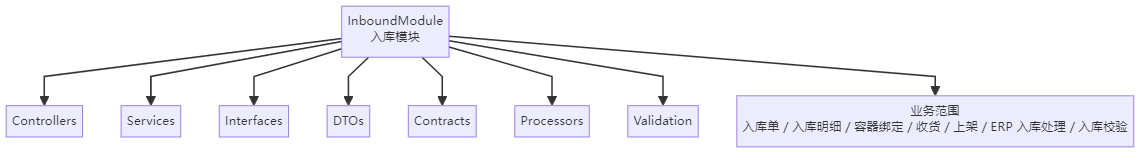 InboundModule
入库模块
Controllers
Services
Interfaces
DTOs
Contracts
Processors
Validation
业务范围
入库单 / 入库明细 / 容器绑定 / 收货 / 上架 / ERP 入库处理 / 入库校验